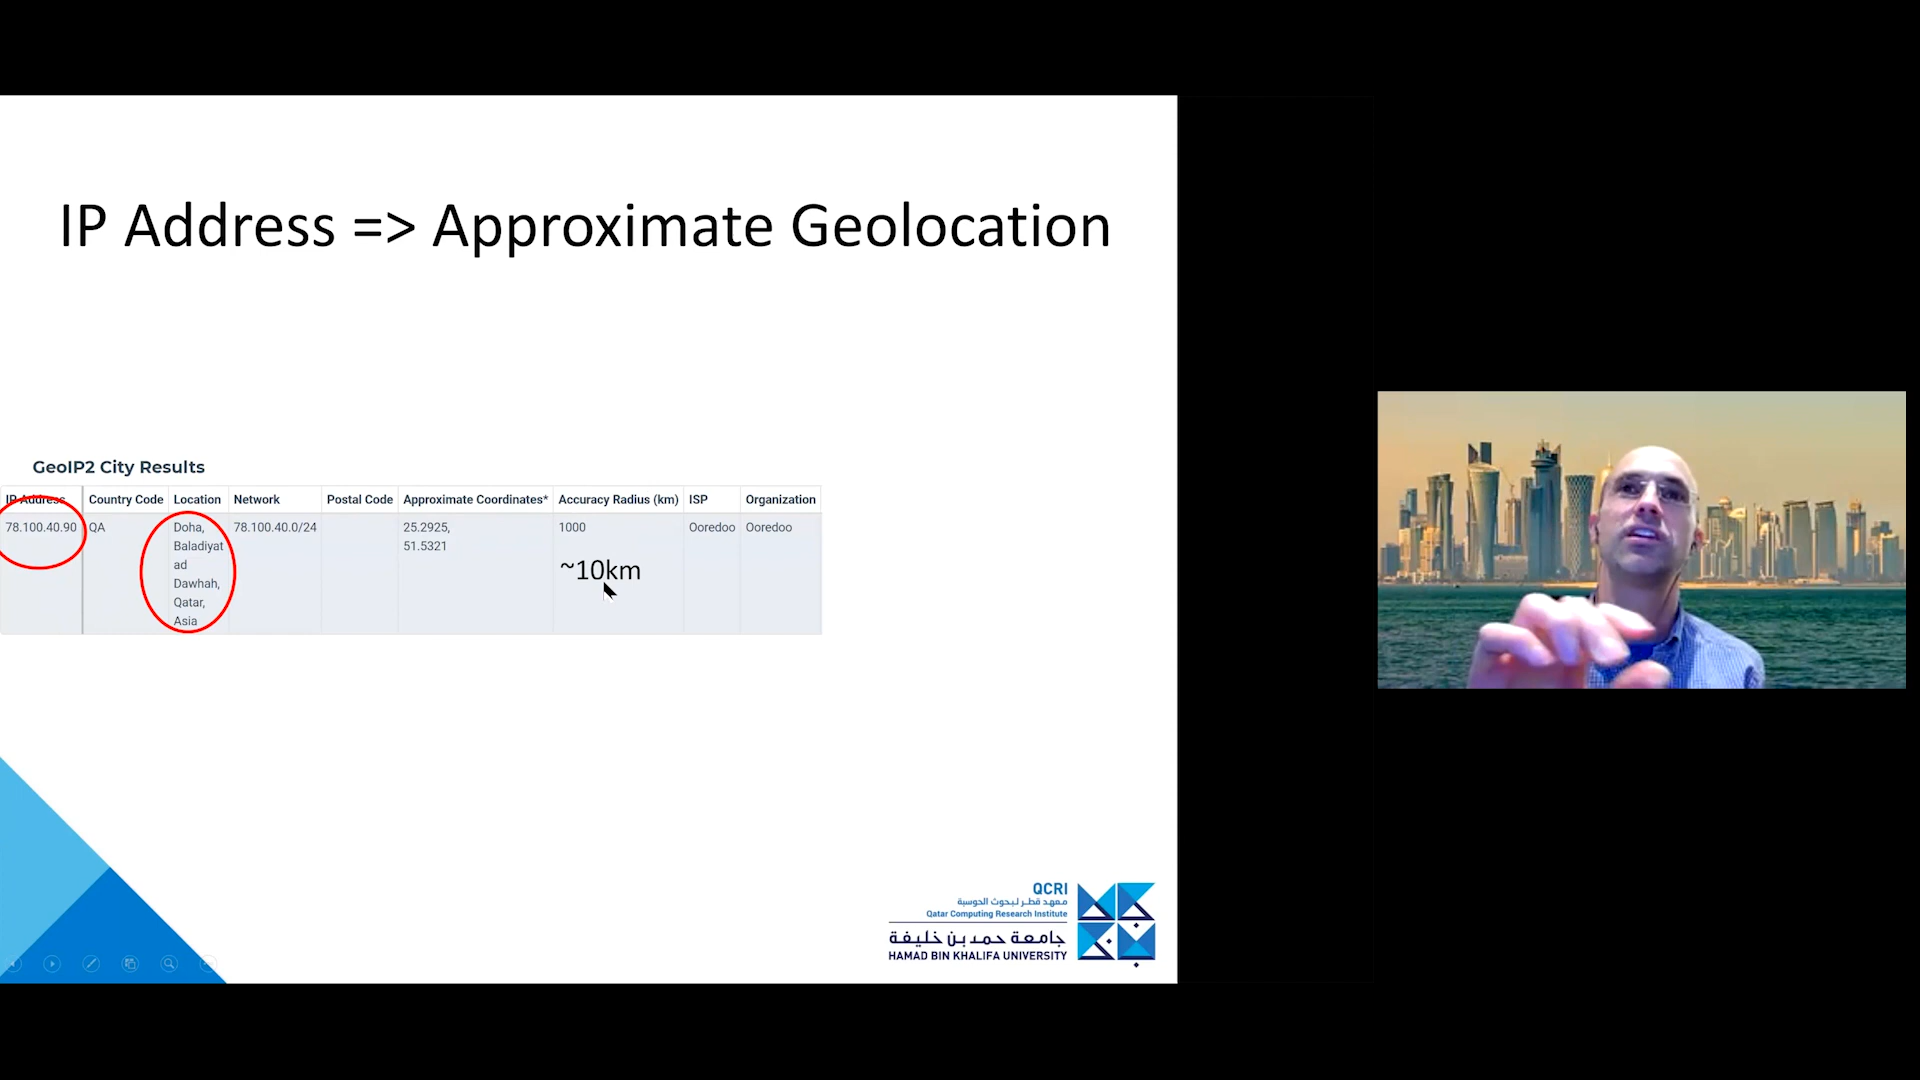 IP Address => Approximate Geolocation
GeoIP2 City Results
IP Address Country Code Location Network Postal Code Approximate Coordinates* Accuracy Radius (km) ISP Organization
78.100.40.90 QA Doha, 78.100.40.0/24 25.2925, 1000 Ooredoo Ooredoo
Baladiyat 51.5321
ad
~10km
Dawhah,
Qatar,
Asia
QCRI
معهد قطر لبحوث الحوسبة
Qatar Computing Research Institute
جامعة حمد بن خليفة
HAMAD BIN KHALIFA UNIVERSITY